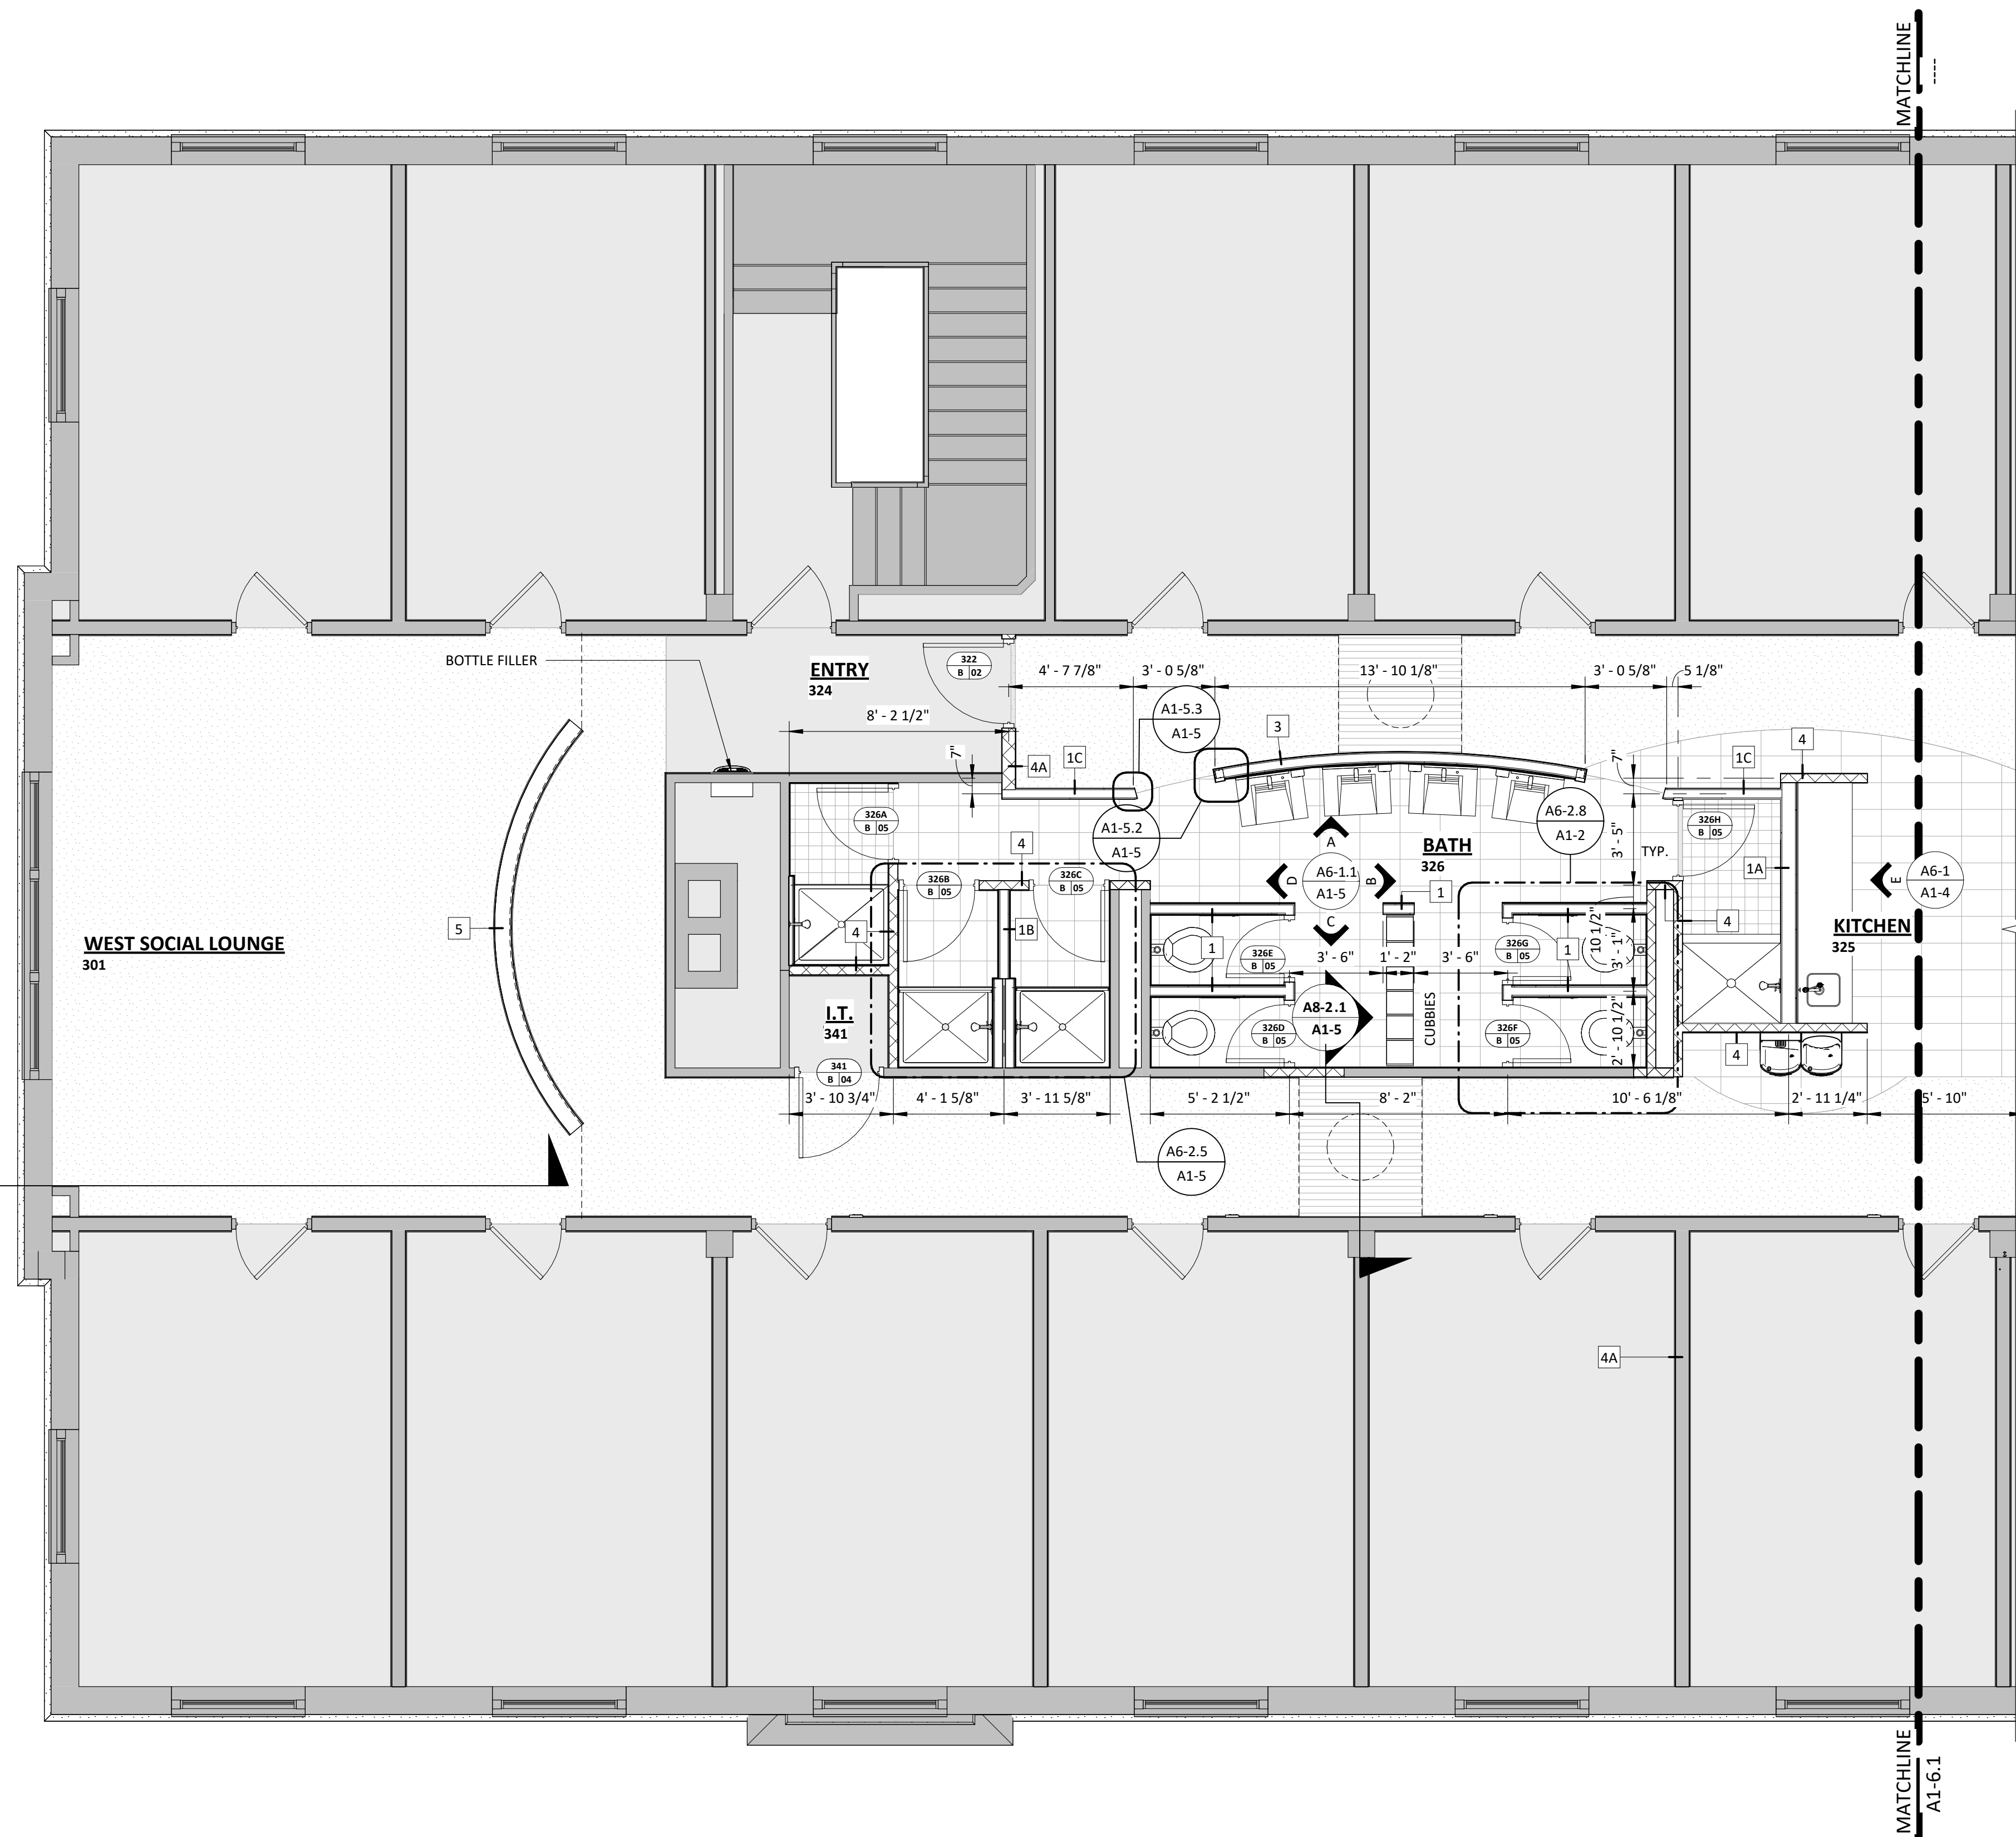 MATCHLINE
----
BOTTLE FILLER
ENTRY
324
322
B 02
4' - 7 7/8"
3' - 0 5/8"
13' - 10 1/8"
3' - 0 5/8"
5 1/8"
8' - 2 1/2"
A1-5.3
A1-5
3
7"
4A
1C
7"
1C
4
326A
B 05
A1-5.2
A1-5
A6-2.8
A1-2
326H
B 05
3' - 5"
TYP.
4
BATH
326
A
D
A6-1.1
A1-5
B
C
1A
E
A6-1
A1-4
326B
B 05
326C
B 05
1
4
5
4
1B
1
1
10 1/2"
3' - 1"
KITCHEN
325
WEST SOCIAL LOUNGE
301
326E
B 05
326G
B 05
3' - 6"
1' - 2"
3' - 6"
I.T.
341
A8-2.1
A1-5
CUBBIES
326D
B 05
326F
B 05
2' - 10 1/2"
4
341
B 04
3' - 10 3/4"
4' - 1 5/8"
3' - 11 5/8"
5' - 2 1/2"
8' - 2"
10' - 6 1/8"
2' - 11 1/4"
5' - 10"
A6-2.5
A1-5
4A
MATCHLINE
A1-6.1